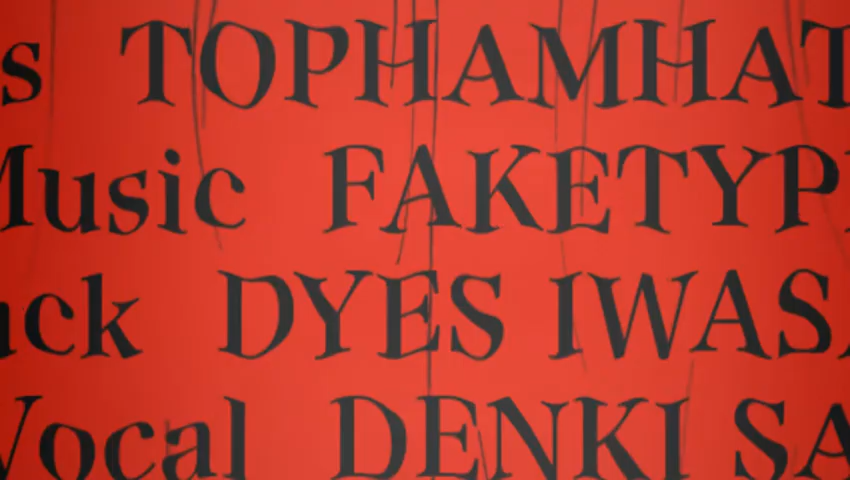 s TOPHAMHAT
Music FAKETYP
ack DYES IWAS
Vocal DENKI SA